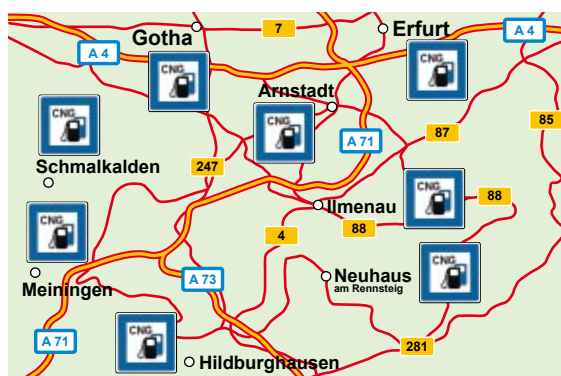 7
Gotha
Erfurt
A 4
A 4
CNG
CNG
CNG
Arnstadt
CNG
87
85
A 71
Schmalkalden
247
CNG
88
Ilmenau
88
CNG
4
CNG
A 73
Neuhaus
am Rennsteig
Meiningen
A 71
CNG
281
Hildburghausen